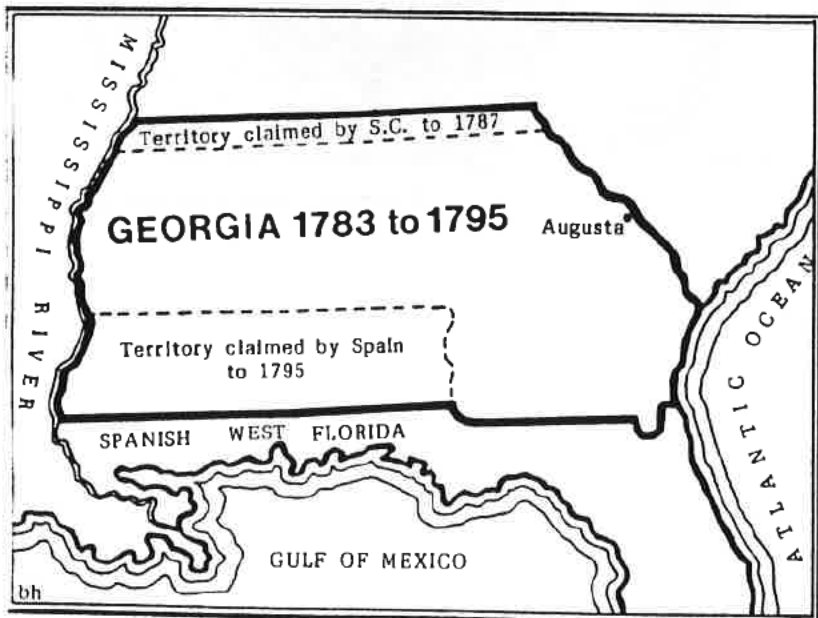 MISSISSIPPI RIVER
Territory claimed by S.C. to 1787
GEORGIA 1783 to 1795
Augusta
ATLANTIC OCEAN
Territory claimed by Spain
to 1795
SPANISH WEST FLORIDA
GULF OF MEXICO
bh